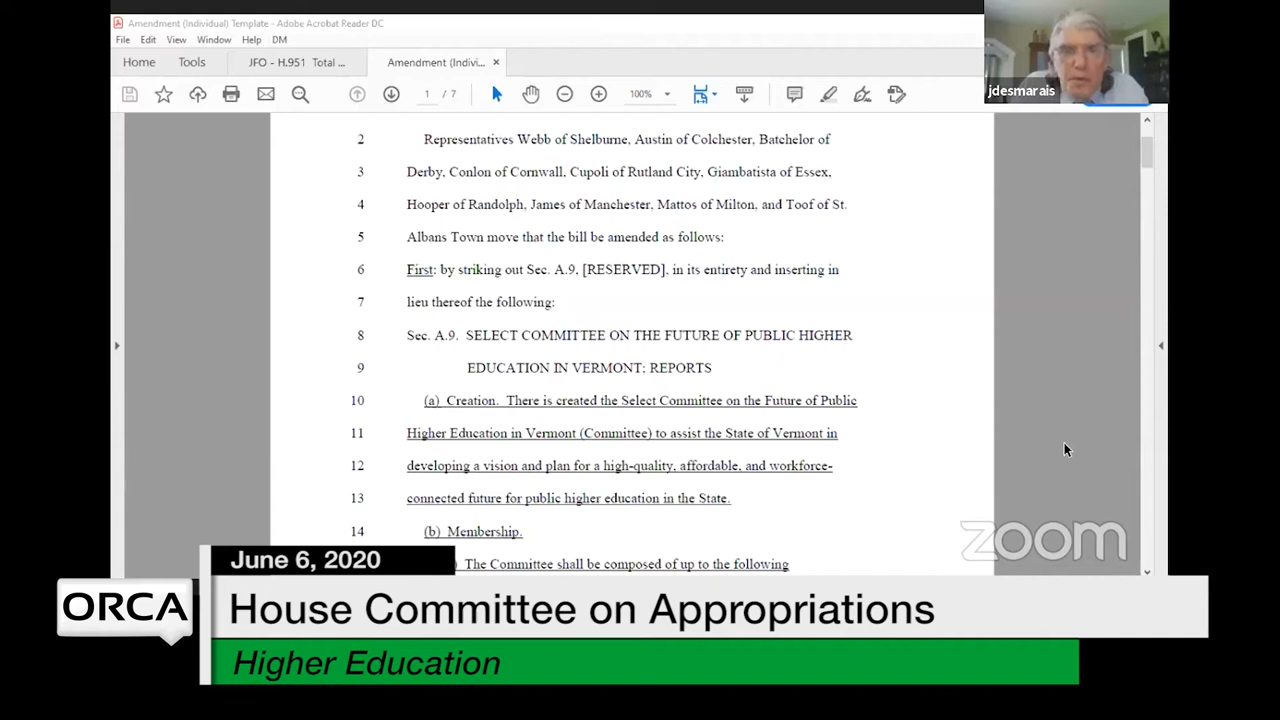 Amendment (Individual) Template - Adobe Acrobat Reader DC
File Edit View Window Help DM
Home Tools JFO - H.951 Total ... Amendment (Indivi... ×
1 / 7 100%
jdesmarais
2 Representatives Webb of Shelburne, Austin of Colchester, Batchelor of
3 Derby, Conlon of Cornwall, Cupoli of Rutland City, Giambatista of Essex,
4 Hooper of Randolph, James of Manchester, Mattos of Milton, and Toof of St.
5 Albans Town move that the bill be amended as follows:
6 First: by striking out Sec. A.9, [RESERVED], in its entirety and inserting in
7 lieu thereof the following:
8 Sec. A.9. SELECT COMMITTEE ON THE FUTURE OF PUBLIC HIGHER
9 EDUCATION IN VERMONT; REPORTS
10 (a) Creation. There is created the Select Committee on the Future of Public
11 Higher Education in Vermont (Committee) to assist the State of Vermont in
12 developing a vision and plan for a high-quality, affordable, and workforce-
13 connected future for public higher education in the State.
14 (b) Membership.
) The Committee shall be composed of up to the following
zoom
June 6, 2020
ORCA
House Committee on Appropriations
Higher Education